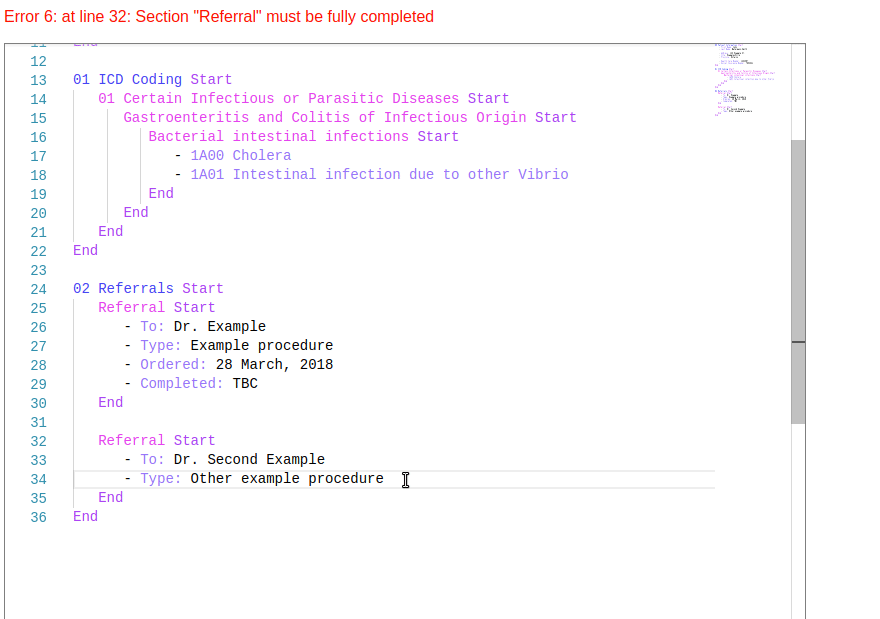 Error 6: at line 32: Section "Referral" must be fully completed
11 End
12
13 01 ICD Coding Start
14 01 Certain Infectious or Parasitic Diseases Start
15 Gastroenteritis and Colitis of Infectious Origin Start
16 Bacterial intestinal infections Start
17 - 1A00 Cholera
18 - 1A01 Intestinal infection due to other Vibrio
19 End
20 End
21 End
22 End
23
24 02 Referrals Start
25 Referral Start
26 - To: Dr. Example
27 - Type: Example procedure
28 - Ordered: 28 March, 2018
29 - Completed: TBC
30 End
31
32 Referral Start
33 - To: Dr. Second Example
34 - Type: Other example procedure
35 End
36 End